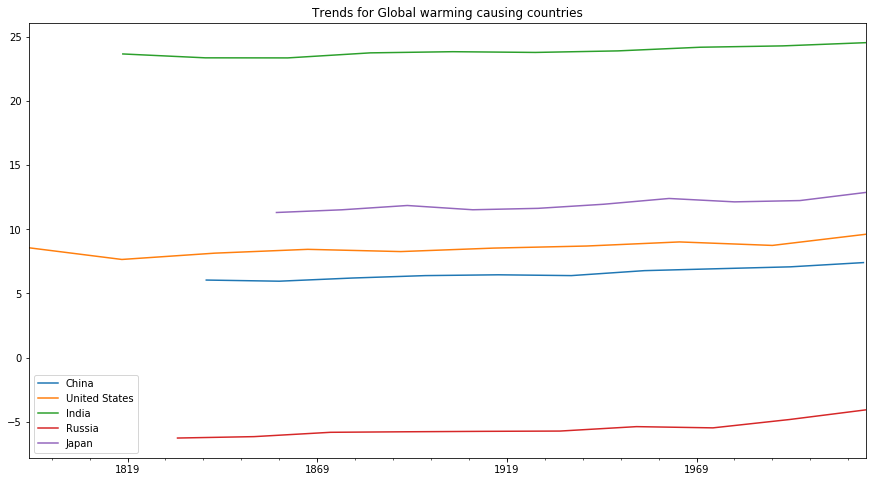 Trends for Global warming causing countries
25
20
15
10
5
0
−5
China
United States
India
Russia
Japan
1819
1869
1919
1969